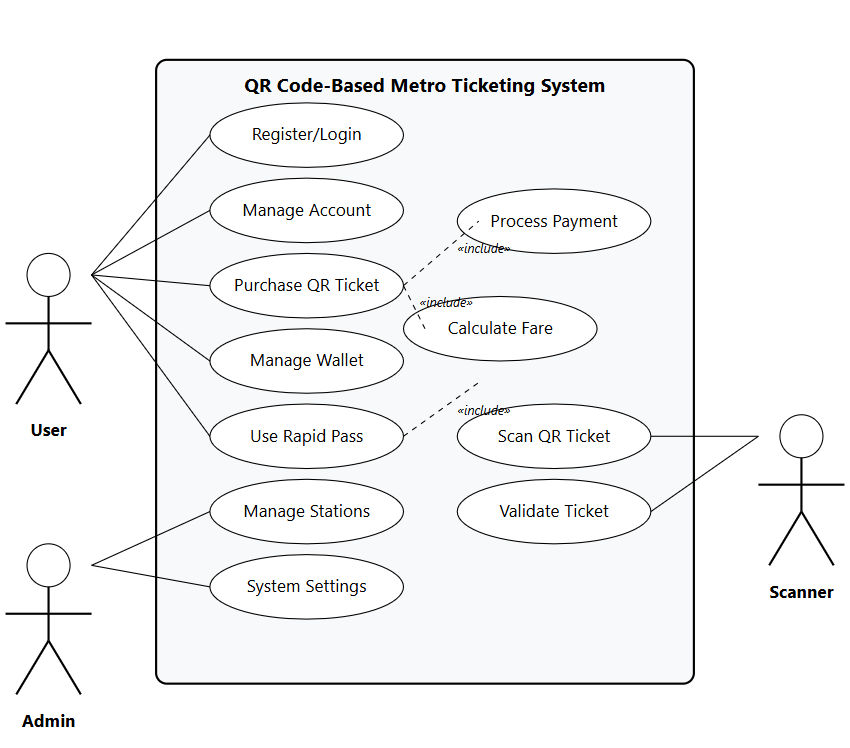 QR Code-Based Metro Ticketing System
Register/Login
Manage Account
Process Payment
«include»
Purchase QR Ticket
«include»
Calculate Fare
Manage Wallet
«include»
Use Rapid Pass
Scan QR Ticket
User
Manage Stations
Validate Ticket
System Settings
Scanner
Admin